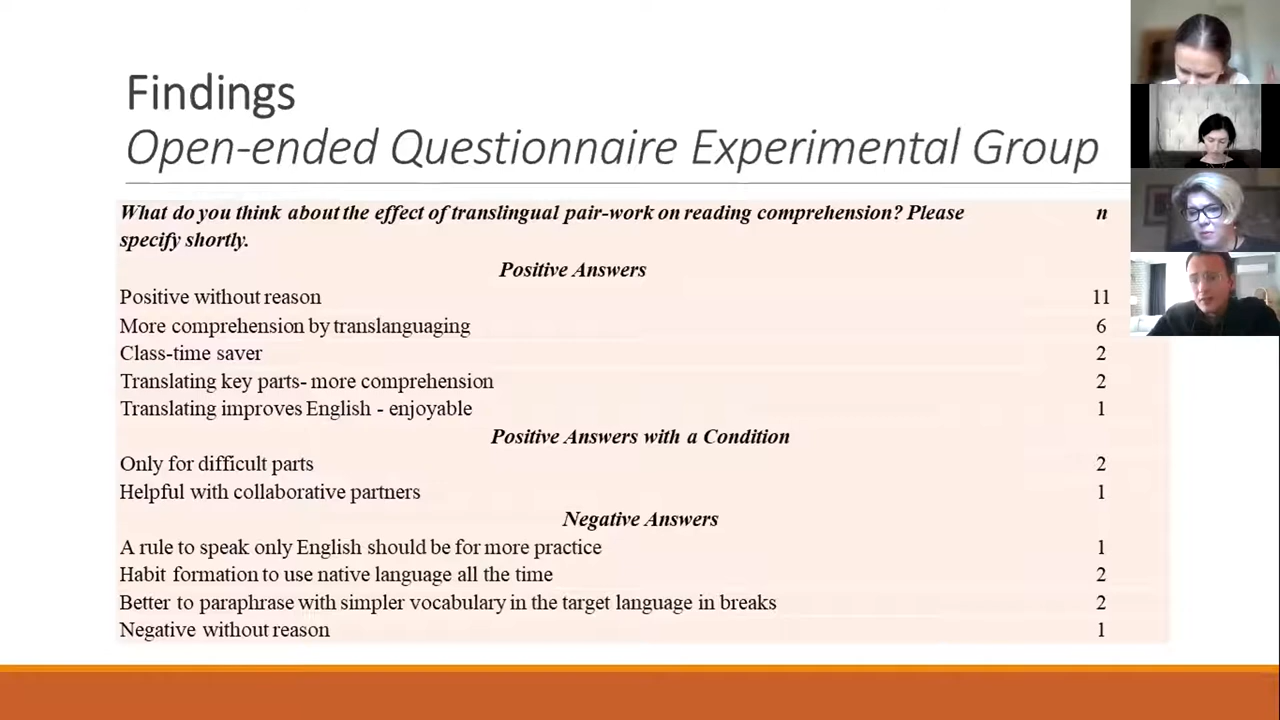 Findings
Open-ended Questionnaire Experimental Group
What do you think about the effect of translingual pair-work on reading comprehension? Please n
specify shortly.
Positive Answers
Positive without reason 11
More comprehension by translanguaging 6
Class-time saver 2
Translating key parts- more comprehension 2
Translating improves English - enjoyable 1
Positive Answers with a Condition
Only for difficult parts 2
Helpful with collaborative partners 1
Negative Answers
A rule to speak only English should be for more practice 1
Habit formation to use native language all the time 2
Better to paraphrase with simpler vocabulary in the target language in breaks 2
Negative without reason 1